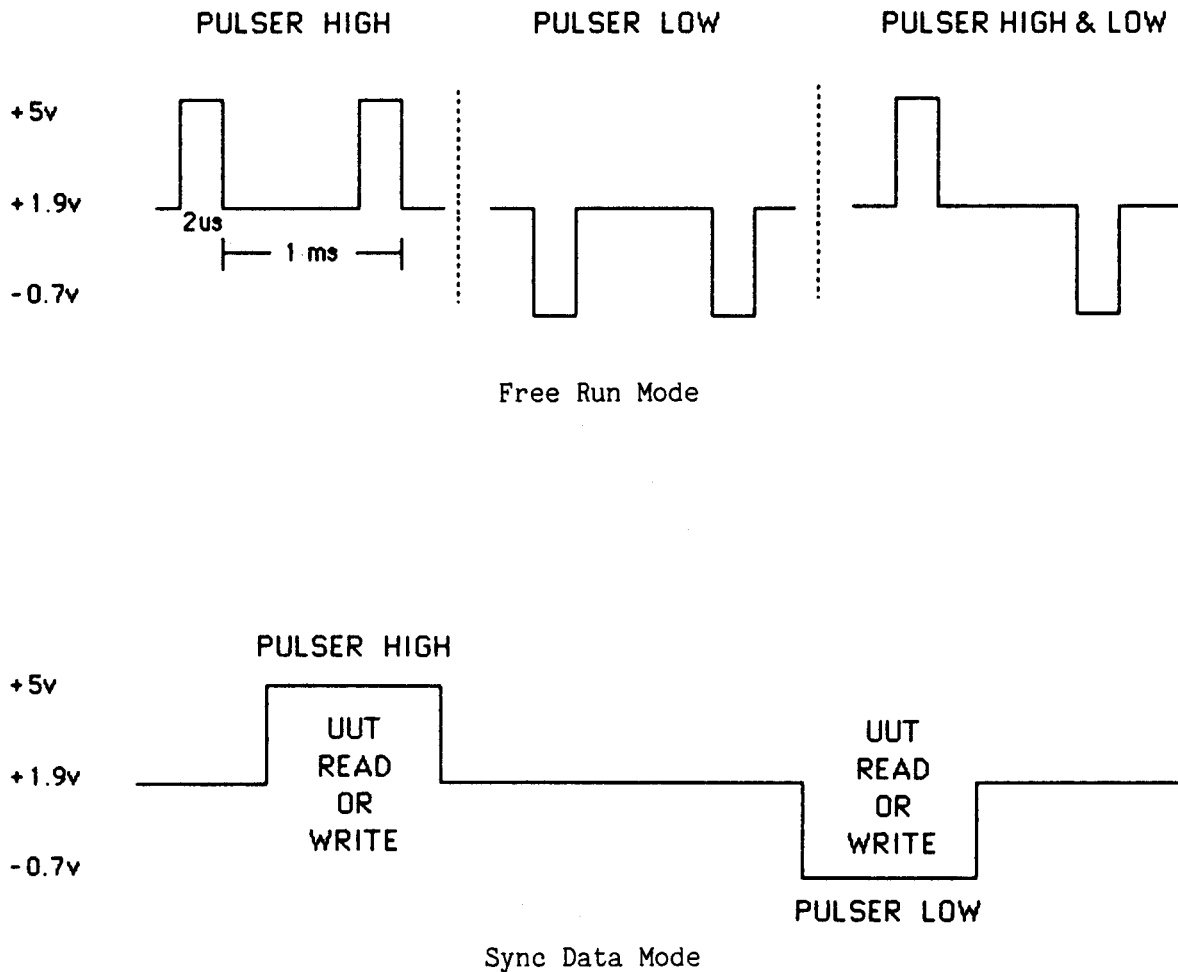 PULSER HIGH
PULSER LOW
PULSER HIGH & LOW
+5v
+1.9v
-0.7v
2us
1 ms
Free Run Mode
PULSER HIGH
+5v
+1.9v
-0.7v
UUT
READ
OR
WRITE
UUT
READ
OR
WRITE
PULSER LOW
Sync Data Mode